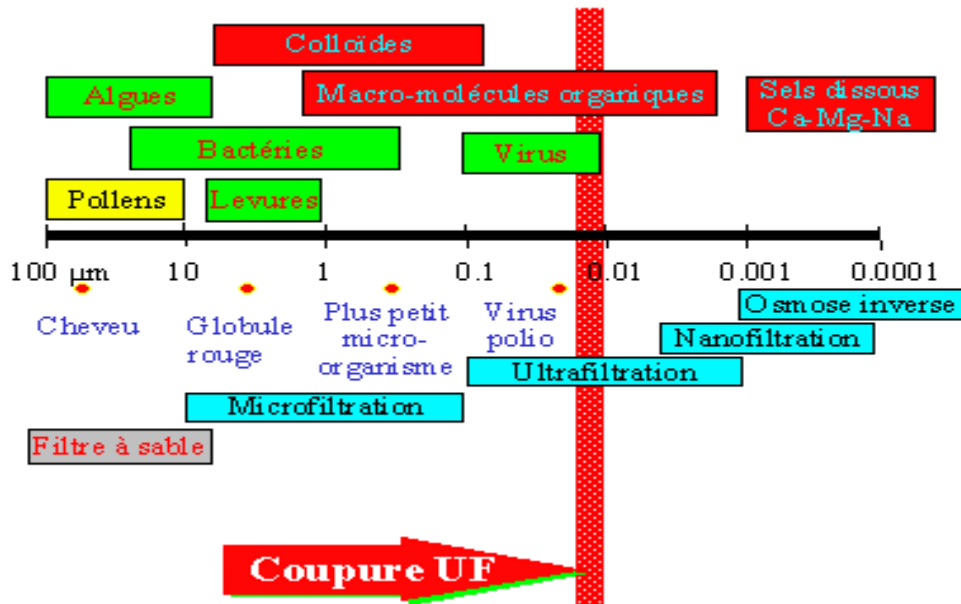 Colloïdes
Algues
Macro-molécules organiques
Sels dissous
Ca-Mg-Na
Bactéries
Virus
Pollens
Levures
100 µm 10 1 0.1 0.01 0.001 0.0001
Osmose inverse
Cheveu
Globule
rouge
Plus petit
micro-
organisme
Virus
polio
Nanofiltration
Ultrafiltration
Microfiltration
Filtre à sable
Coupure UF